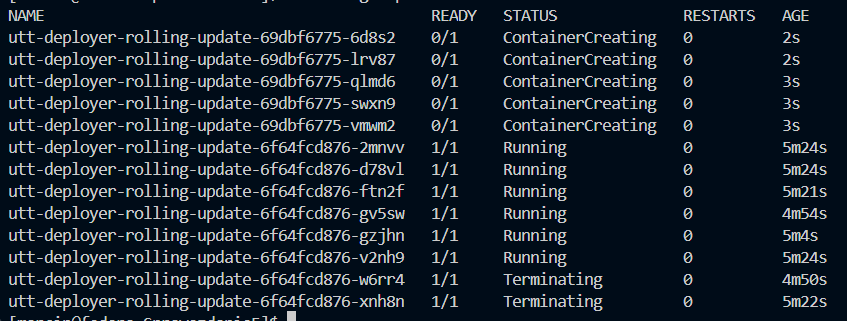 NAME READY STATUS RESTARTS AGE
utt-deployer-rolling-update-69dbf6775-6d8s2 0/1 ContainerCreating 0 2s
utt-deployer-rolling-update-69dbf6775-lrv87 0/1 ContainerCreating 0 2s
utt-deployer-rolling-update-69dbf6775-qlmd6 0/1 ContainerCreating 0 3s
utt-deployer-rolling-update-69dbf6775-swxn9 0/1 ContainerCreating 0 3s
utt-deployer-rolling-update-69dbf6775-vmwm2 0/1 ContainerCreating 0 3s
utt-deployer-rolling-update-6f64fcd876-2mnvv 1/1 Running 0 5m24s
utt-deployer-rolling-update-6f64fcd876-d78vl 1/1 Running 0 5m24s
utt-deployer-rolling-update-6f64fcd876-ftn2f 1/1 Running 0 5m21s
utt-deployer-rolling-update-6f64fcd876-gv5sw 1/1 Running 0 4m54s
utt-deployer-rolling-update-6f64fcd876-gzjhn 1/1 Running 0 5m4s
utt-deployer-rolling-update-6f64fcd876-v2nh9 1/1 Running 0 5m24s
utt-deployer-rolling-update-6f64fcd876-w6rr4 1/1 Terminating 0 4m50s
utt-deployer-rolling-update-6f64fcd876-xnh8n 1/1 Terminating 0 5m22s